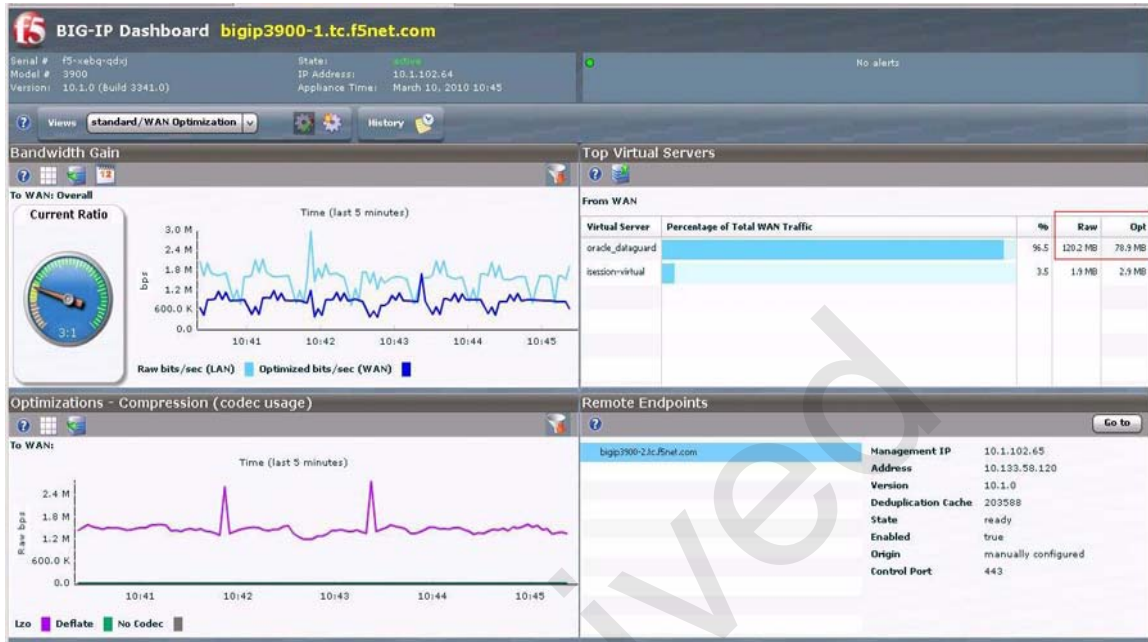 f5 BIG-IP Dashboard bigip3900-1.tc.f5net.com
Serial # f5-xebq-qdxj
Model # 3900
Version: 10.1.0 (Build 3341.0)
State: active
IP Address: 10.1.102.64
Appliance Time: March 10, 2010 10:45
No alerts
Views standard/WAN Optimization
History
Bandwidth Gain
12
To WAN: Overall
Current Ratio
3:1
Time (last 5 minutes)
bps
3.0 M
2.4 M
1.8 M
1.2 M
600.0 K
0.0
10:41 10:42 10:43 10:44 10:45
Raw bits/sec (LAN) Optimized bits/sec (WAN)
Top Virtual Servers
From WAN
Virtual Server Percentage of Total WAN Traffic % Raw Opt
oracle_dataguard 96.5 120.2 MB 78.9 MB
isession-virtual 3.5 1.9 MB 2.9 MB
Optimizations - Compression (codec usage)
To WAN:
Time (last 5 minutes)
Raw bps
2.4 M
1.8 M
1.2 M
600.0 K
0.0
10:41 10:42 10:43 10:44 10:45
Lzo Deflate No Codec
Remote Endpoints
Go to
bigip3900-2.tc.f5net.com
Management IP 10.1.102.65
Address 10.133.58.120
Version 10.1.0
Deduplication Cache 203588
State ready
Enabled true
Origin manually configured
Control Port 443